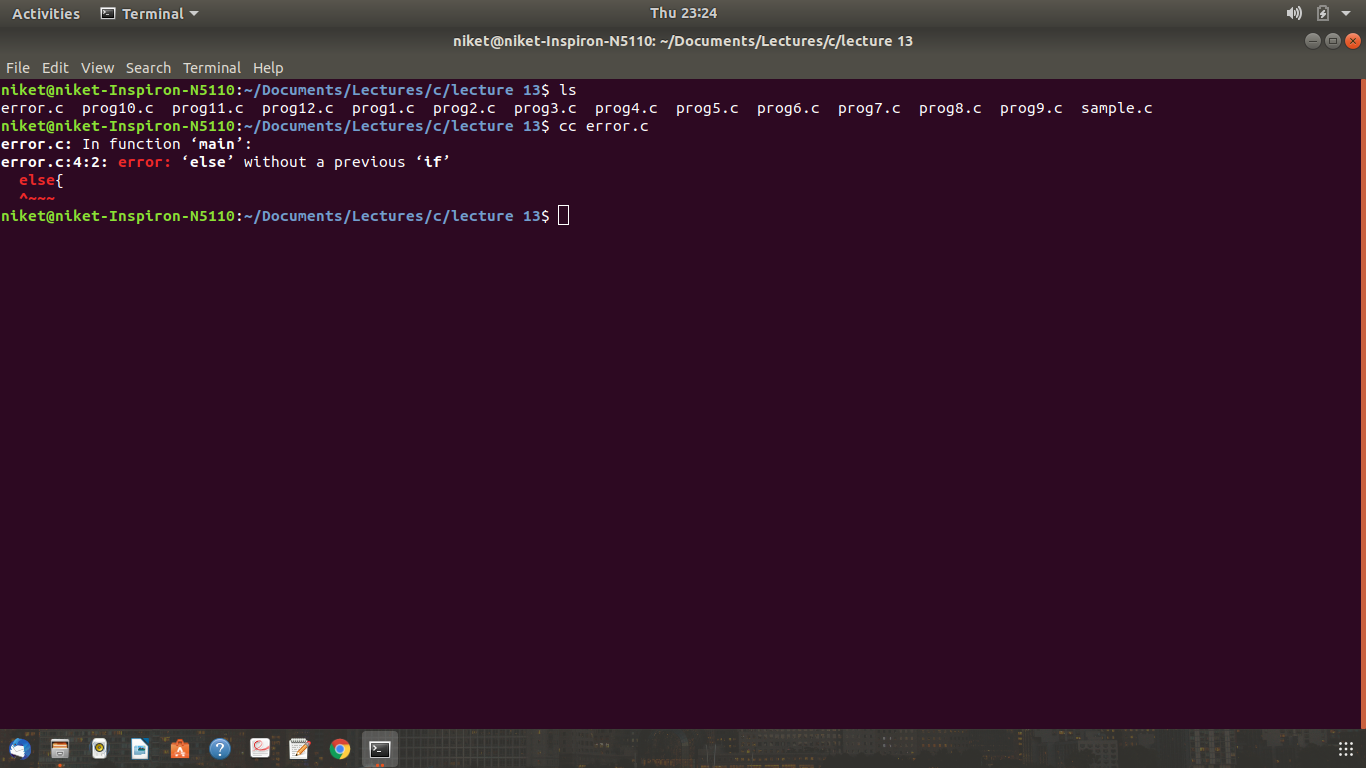 Activities Terminal Thu 23:24
niket@niket-Inspiron-N5110: ~/Documents/Lectures/c/lecture 13
File Edit View Search Terminal Help
niket@niket-Inspiron-N5110:~/Documents/Lectures/c/lecture 13$ ls
error.c prog10.c prog11.c prog12.c prog1.c prog2.c prog3.c prog4.c prog5.c prog6.c prog7.c prog8.c prog9.c sample.c
niket@niket-Inspiron-N5110:~/Documents/Lectures/c/lecture 13$ cc error.c
error.c: In function ‘main’:
error.c:4:2: error: ‘else’ without a previous ‘if’
  else{
  ^~~~
niket@niket-Inspiron-N5110:~/Documents/Lectures/c/lecture 13$